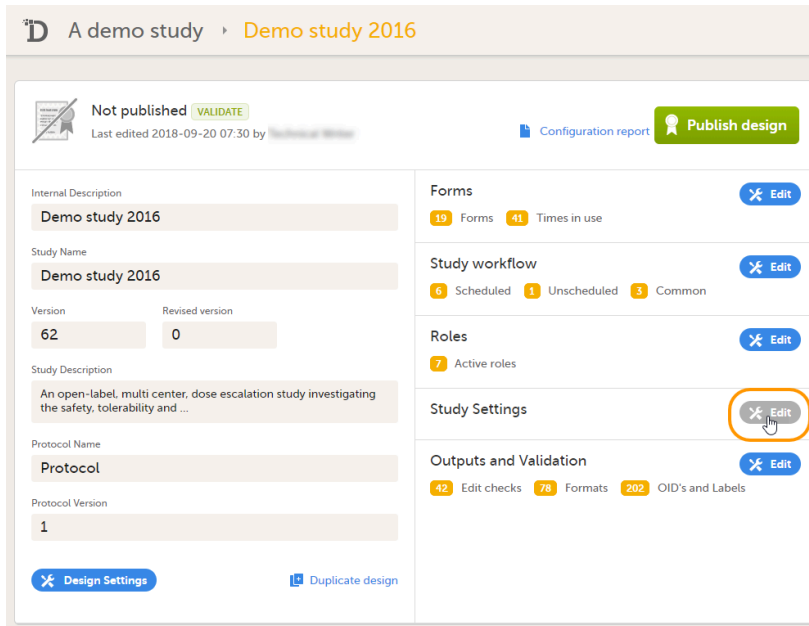 A demo study › Demo study 2016
Not published VALIDATE
Last edited 2018-09-20 07:30 by
Configuration report
Publish design
Internal Description
Demo study 2016
Study Name
Demo study 2016
Version Revised version
62 0
Study Description
An open-label, multi center, dose escalation study investigating
the safety, tolerability and ...
Protocol Name
Protocol
Protocol Version
1
Design Settings Duplicate design
Forms Edit
19 Forms 41 Times in use
Study workflow Edit
6 Scheduled 1 Unscheduled 3 Common
Roles Edit
7 Active roles
Study Settings Edit
Outputs and Validation Edit
42 Edit checks 78 Formats 202 OID's and Labels